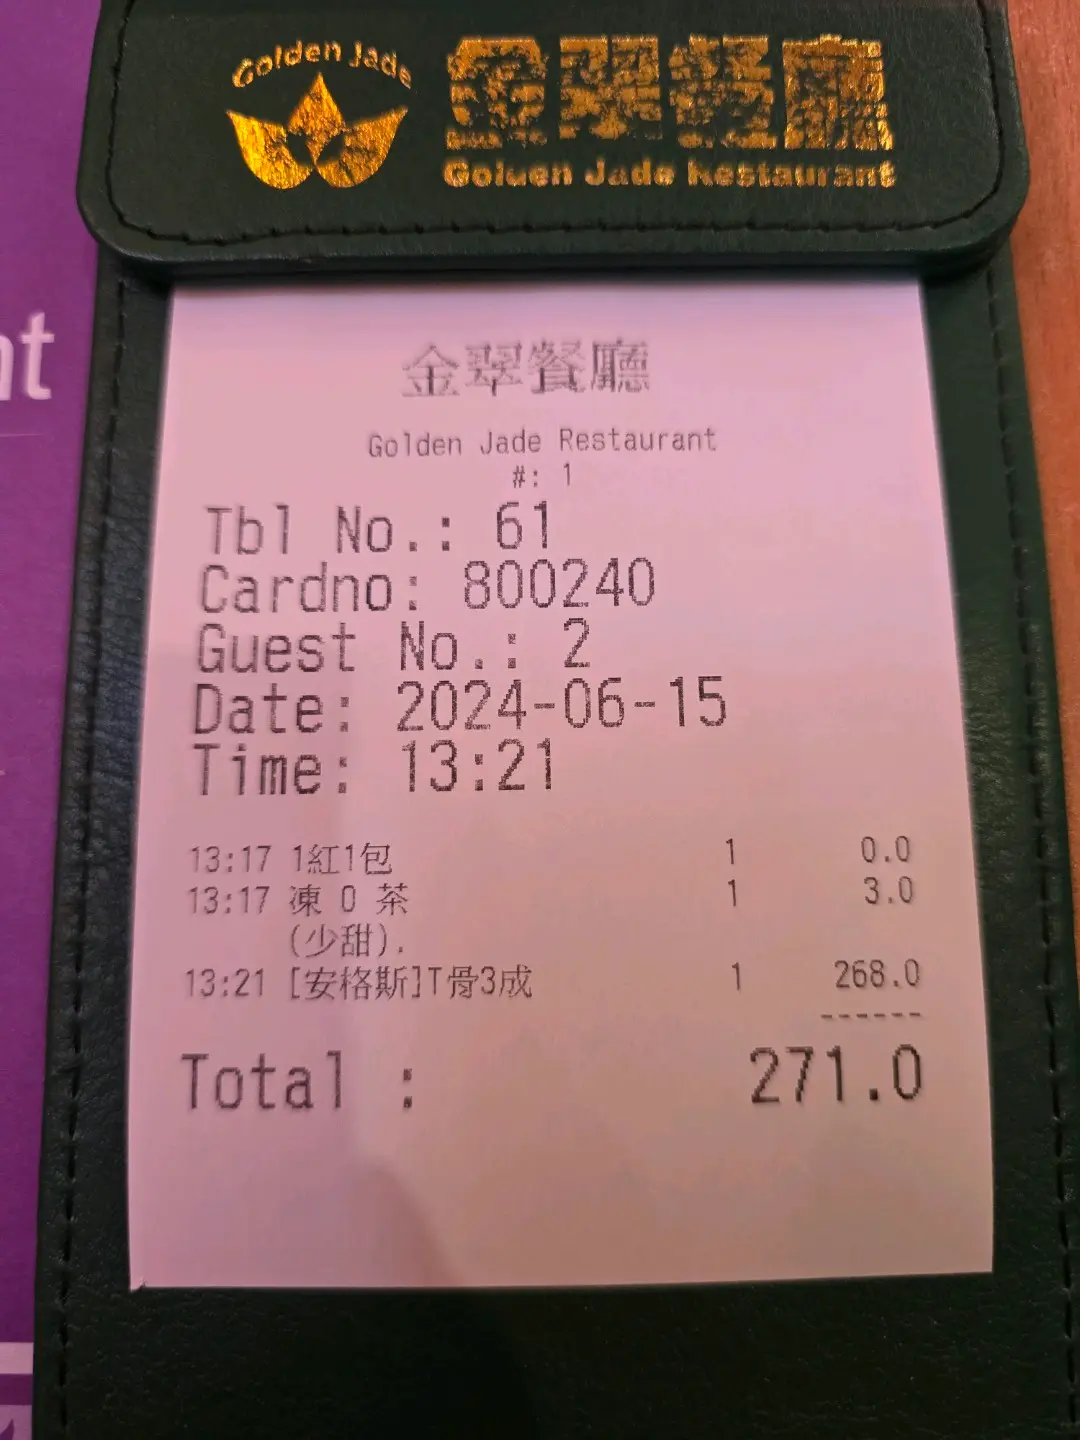 Golden Jade
金翠餐廳
Golden Jade Restaurant
nt
金翠餐廳
Golden Jade Restaurant
#: 1
Tbl No.: 61
Cardno: 800240
Guest No.: 2
Date: 2024-06-15
Time: 13:21
13:17 1紅1包 1 0.0
13:17 凍 0 茶 1 3.0
(少甜).
13:21 [安格斯]T骨3成 1 268.0
------
Total : 271.0